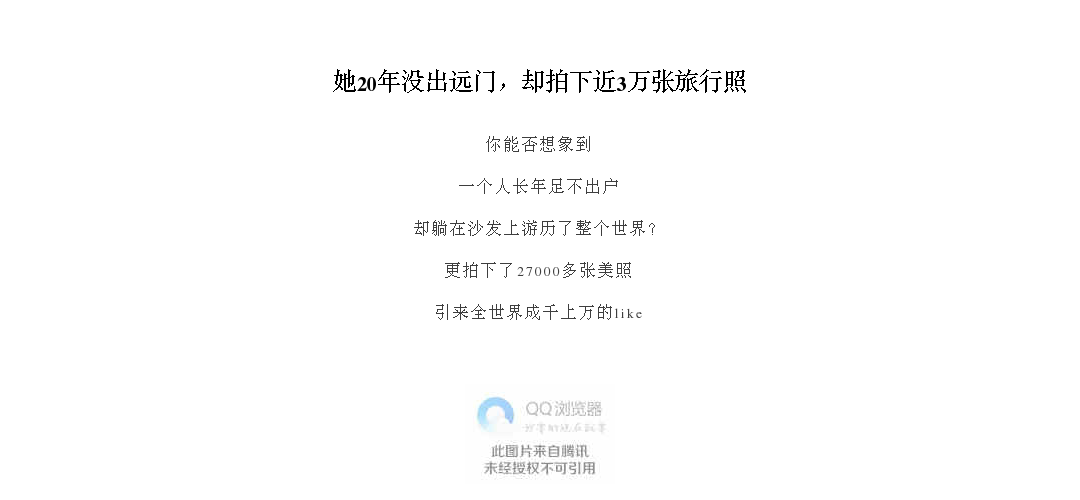 她20年没出远门，却拍下近3万张旅行照
你能否想象到
一个人长年足不出户
却躺在沙发上游历了整个世界？
更拍下了27000多张美照
引来全世界成千上万的like
QQ浏览器
此图片来自腾讯
未经授权不可引用